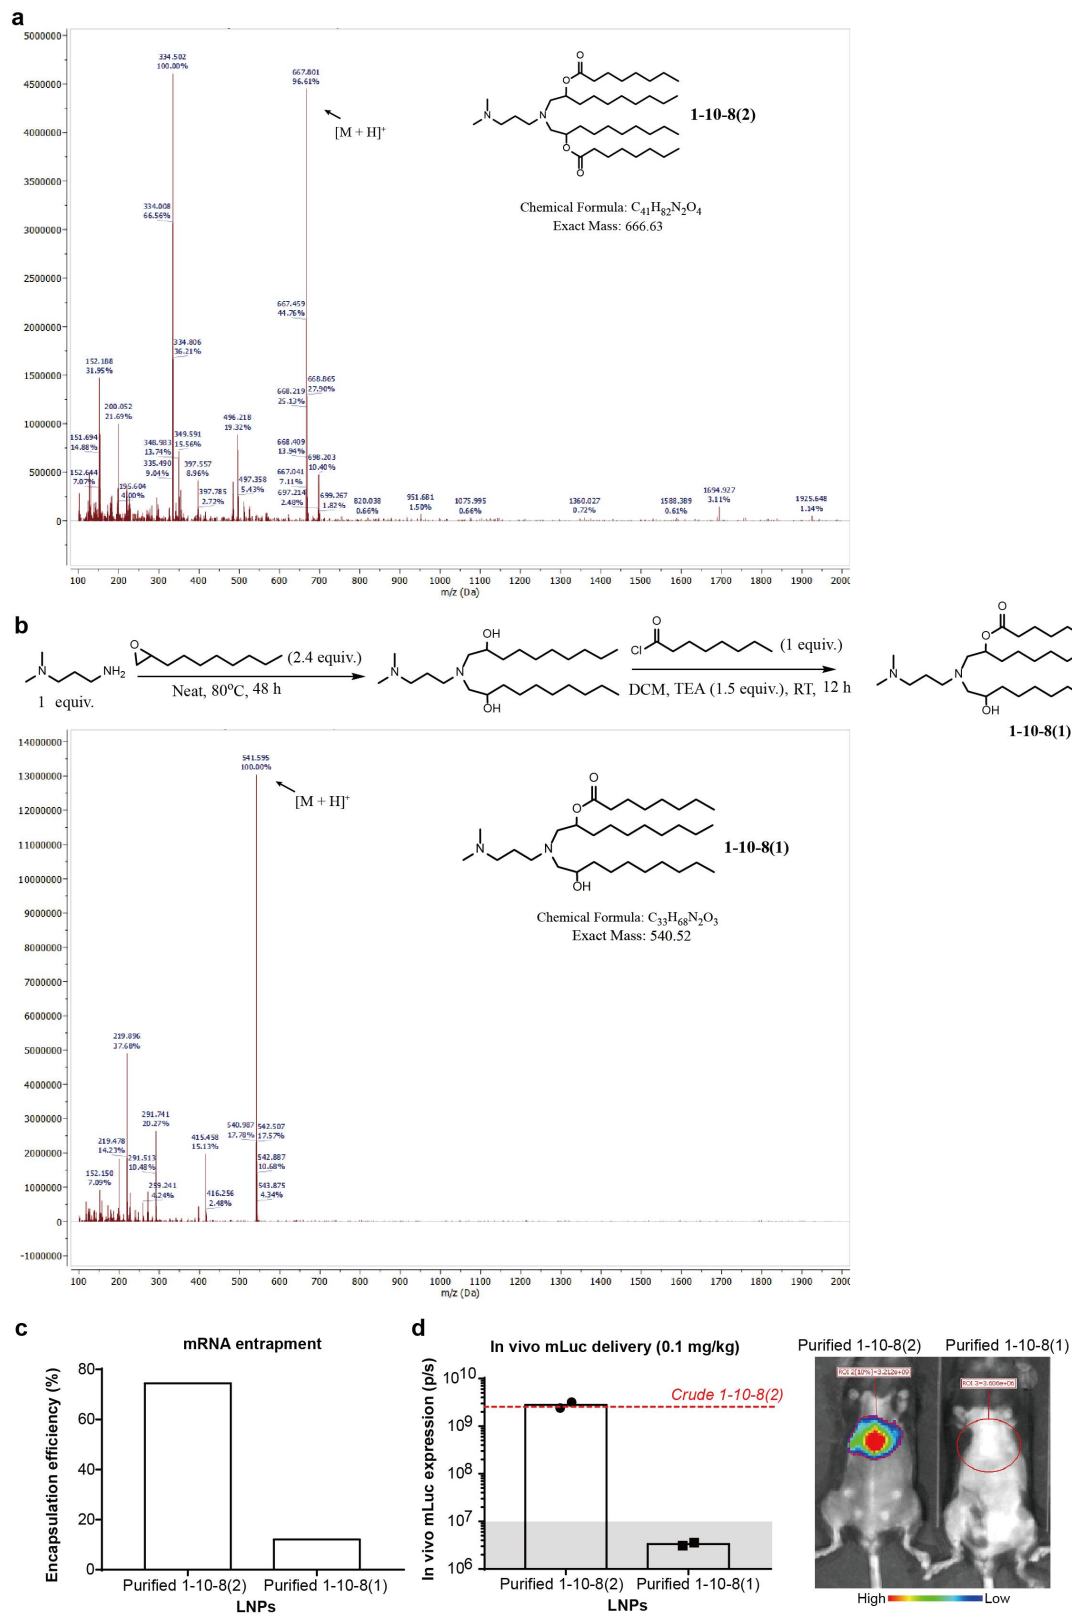 a
5000000
4500000
4000000
3500000
3000000
2500000
2000000
1500000
1000000
500000
0
334.502
100.00%
667.801
96.61%
[M + H]+
334.008
66.56%
667.459
44.76%
334.806
36.21%
152.188
31.95%
668.865
27.90%
668.219
25.13%
200.052
21.69%
496.218
19.32%
151.694
14.88%
348.983
13.74%
349.591
15.56%
668.409
13.94%
698.203
10.40%
335.490
9.04%
397.557
8.96%
152.644
7.07%
667.041
7.11%
497.358
5.43%
4.00%
397.785
2.72%
697.214
2.48%
699.267
1.82%
820.038
0.66%
951.681
1.50%
1075.995
0.66%
1360.027
0.72%
1588.389
0.61%
1694.927
3.11%
1925.648
1.14%
O
O
N
N
O
O
1-10-8(2)
Chemical Formula: C41H82N2O4
Exact Mass: 666.63
100 200 300 400 500 600 700 800 900 1000 1100 1200 1300 1400 1500 1600 1700 1800 1900 2000
m/z (Da)
b
N
NH2
1 equiv.
O
(2.4 equiv.)
Neat, 80oC, 48 h
OH
N
N
OH
O
Cl
(1 equiv.)
DCM, TEA (1.5 equiv.), RT, 12 h
O
O
N
N
OH
1-10-8(1)
14000000
13000000
12000000
11000000
10000000
9000000
8000000
7000000
6000000
5000000
4000000
3000000
2000000
1000000
0
-1000000
541.595
100.00%
[M + H]+
219.896
37.68%
291.741
20.27%
540.987
17.78%
542.507
17.57%
415.458
15.13%
219.478
14.23%
291.513
10.48%
542.887
10.68%
152.150
7.09%
259.241
4.24%
543.875
4.34%
416.256
2.48%
O
O
N
N
OH
1-10-8(1)
Chemical Formula: C33H68N2O3
Exact Mass: 540.52
100 200 300 400 500 600 700 800 900 1000 1100 1200 1300 1400 1500 1600 1700 1800 1900 2000
m/z (Da)
c
mRNA entrapment
Encapsulation efficiency (%)
80
60
40
20
0
Purified 1-10-8(2) Purified 1-10-8(1)
LNPs
d
In vivo mLuc delivery (0.1 mg/kg)
In vivo mLuc expression (p/s)
10^10
10^9
10^8
10^7
10^6
Crude 1-10-8(2)
Purified 1-10-8(2) Purified 1-10-8(1)
LNPs
Purified 1-10-8(2) Purified 1-10-8(1)
ROI 2[10%]=3.212e+09
ROI 3=3.606e+06
High Low